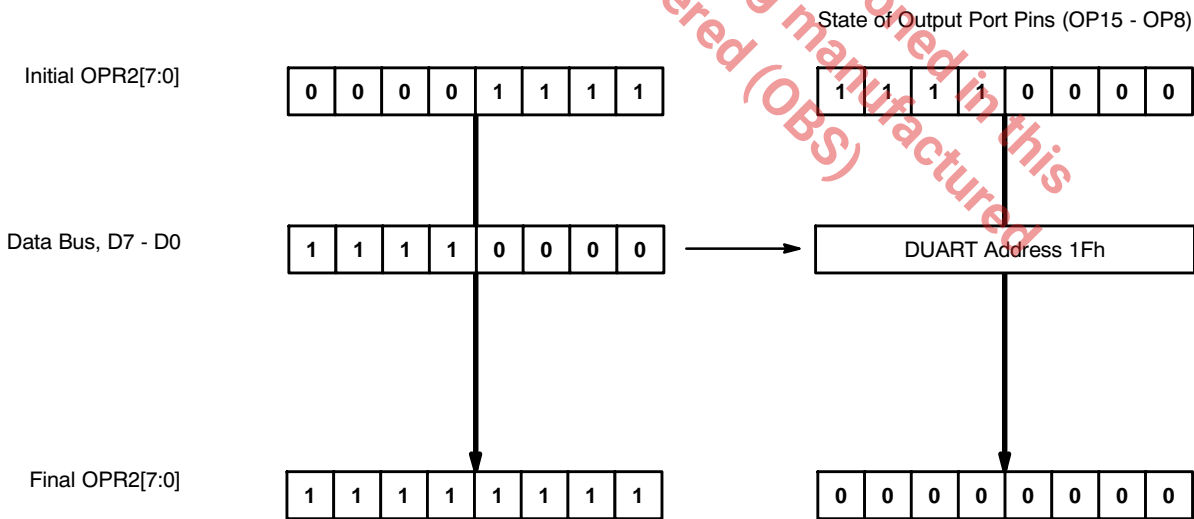 State of Output Port Pins (OP15 - OP8)
Initial OPR2[7:0]
0 0 0 0 1 1 1 1
1 1 1 1 0 0 0 0
Data Bus, D7 - D0
1 1 1 1 0 0 0 0
DUART Address 1Fh
Final OPR2[7:0]
1 1 1 1 1 1 1 1
0 0 0 0 0 0 0 0
oned in this
g manufactured
ered (OBS)